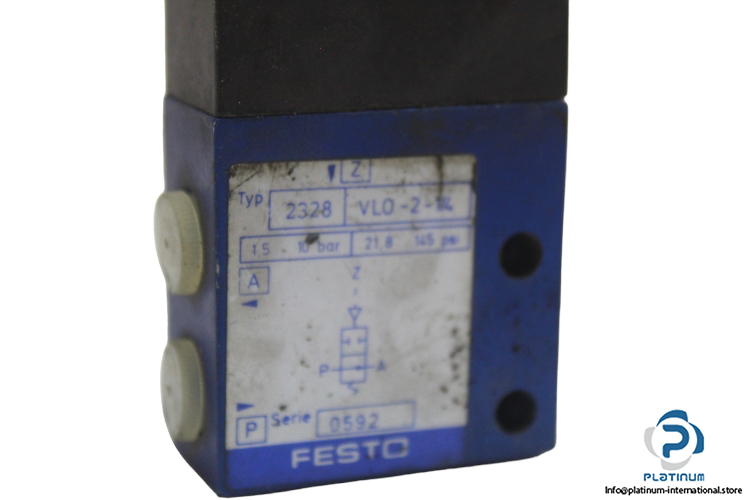 Z
Typ 2328 VLO-2-1/4
1,5 - 10 bar 21,8 145 psi
A Z
P A
P Serie 0592
FESTO
P
PLATINUM
Info@platinum-international.store